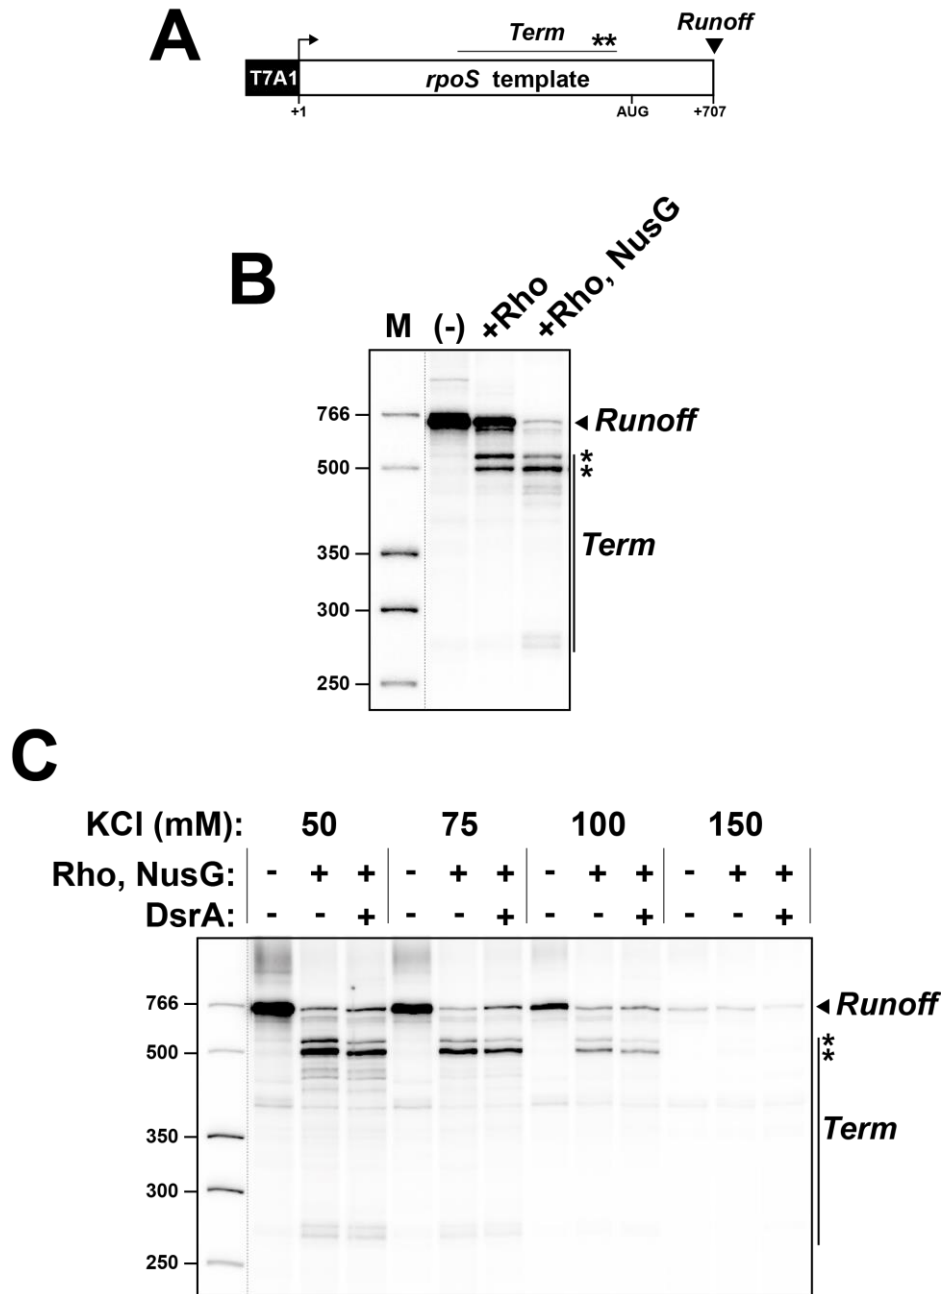 A
Term
**
Runoff
T7A1
rpoS template
+1
AUG
+707
B
M (-) +Rho +Rho, NusG
766
Runoff
*
500
*
Term
350
300
250
C
KCl (mM): 50 75 100 150
Rho, NusG: - + + - + + - + + - + +
DsrA: - - + - - + - - + - - +
766
Runoff
*
500
*
350
Term
300
250